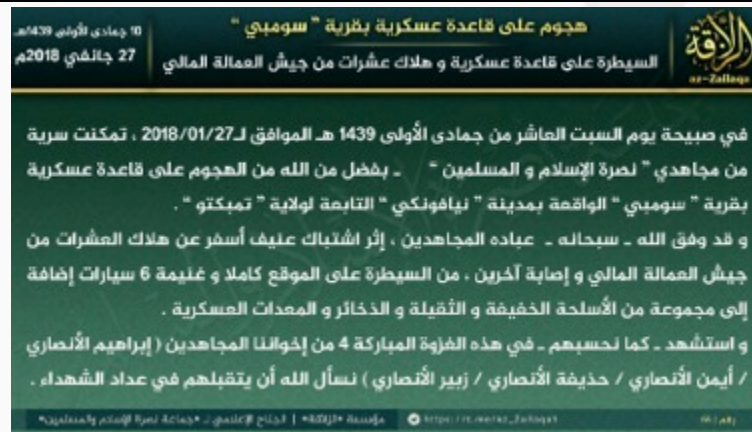 هجوم على قاعدة عسكرية بقرية " سومبي "
السيطرة على قاعدة عسكرية و هلاك عشرات من جيش العمالة المالي
10 جمادى الأولى 1439هـ
27 جانفي 2018م
الزلاقة
az-Zallaqa
في صبيحة يوم السبت العاشر من جمادى الأولى 1439 هـ الموافق لـ2018/01/27 ، تمكنت سرية
من مجاهدي " نصرة الإسلام و المسلمين " ـ بفضل من الله من الهجوم على قاعدة عسكرية
بقرية " سومبي " الواقعة بمدينة " نيافونكي " التابعة لولاية " تمبكتو " .
و قد وفق الله ـ سبحانه ـ عباده المجاهدين ، إثر اشتباك عنيف أسفر عن هلاك العشرات من
جيش العمالة المالي و إصابة آخرين ، من السيطرة على الموقع كاملا و غنيمة 6 سيارات إضافة
إلى مجموعة من الأسلحة الخفيفة و الثقيلة و الذخائر و المعدات العسكرية .
و استشهد ـ كما نحسبهم ـ في هذه الغزوة المباركة 4 من إخواننا المجاهدين ( إبراهيم الأنصاري
/ أيمن الأنصاري / حذيفة الأنصاري / زبير الأنصاري ) نسأل الله أن يتقبلهم في عداد الشهداء .
مؤسسة «الزلاقة» | الجناح الإعلامي لـ «جماعة نصرة الإسلام والمسلمين»